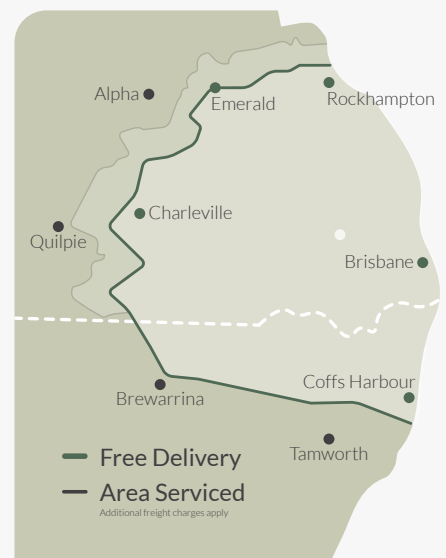 Alpha
Emerald
Rockhampton
Charleville
Quilpie
Brisbane
Coffs Harbour
Brewarrina
Tamworth
Free Delivery
Area Serviced
Additional freight charges apply